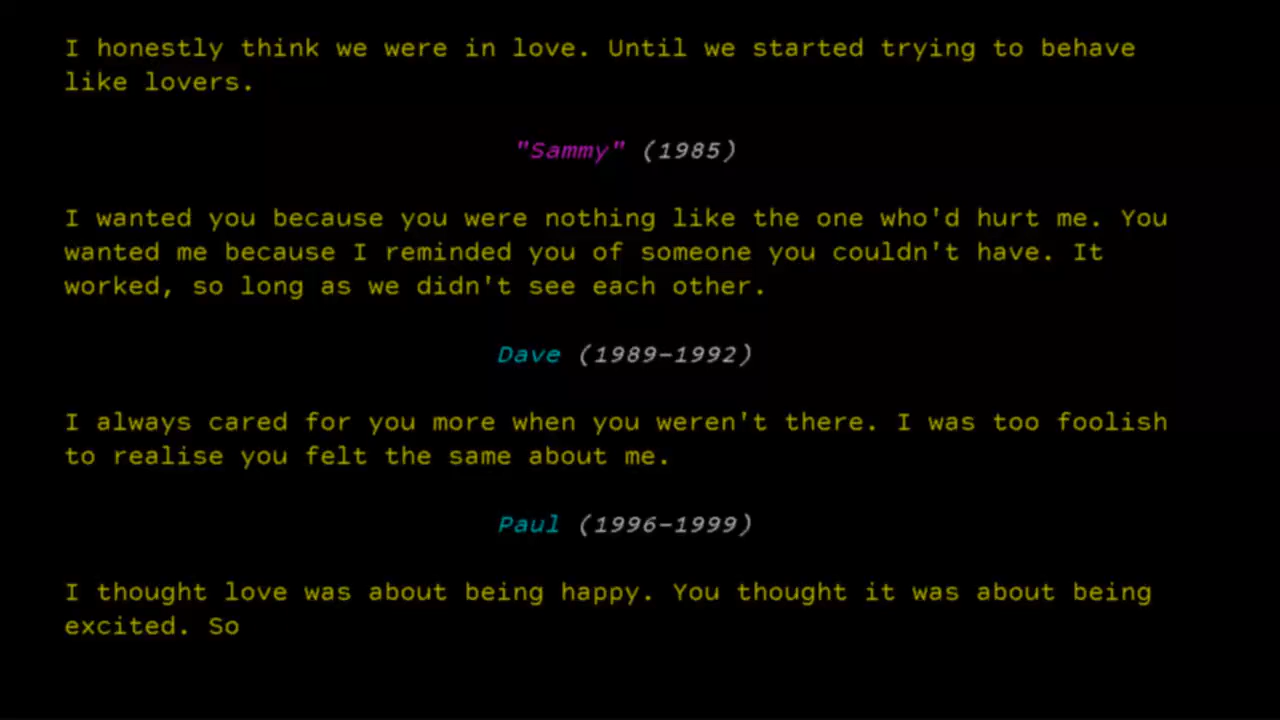 I honestly think we were in love. Until we started trying to behave
like lovers.
"Sammy" (1985)
I wanted you because you were nothing like the one who'd hurt me. You
wanted me because I reminded you of someone you couldn't have. It
worked, so long as we didn't see each other.
Dave (1989-1992)
I always cared for you more when you weren't there. I was too foolish
to realise you felt the same about me.
Paul (1996-1999)
I thought love was about being happy. You thought it was about being
excited. So